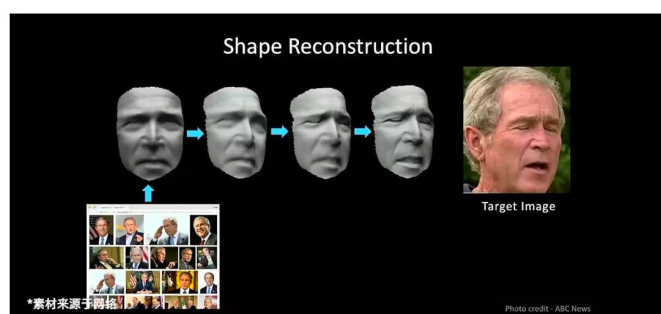 Shape Reconstruction
Target Image
*素材来源于网络
Photo credit - ABC News